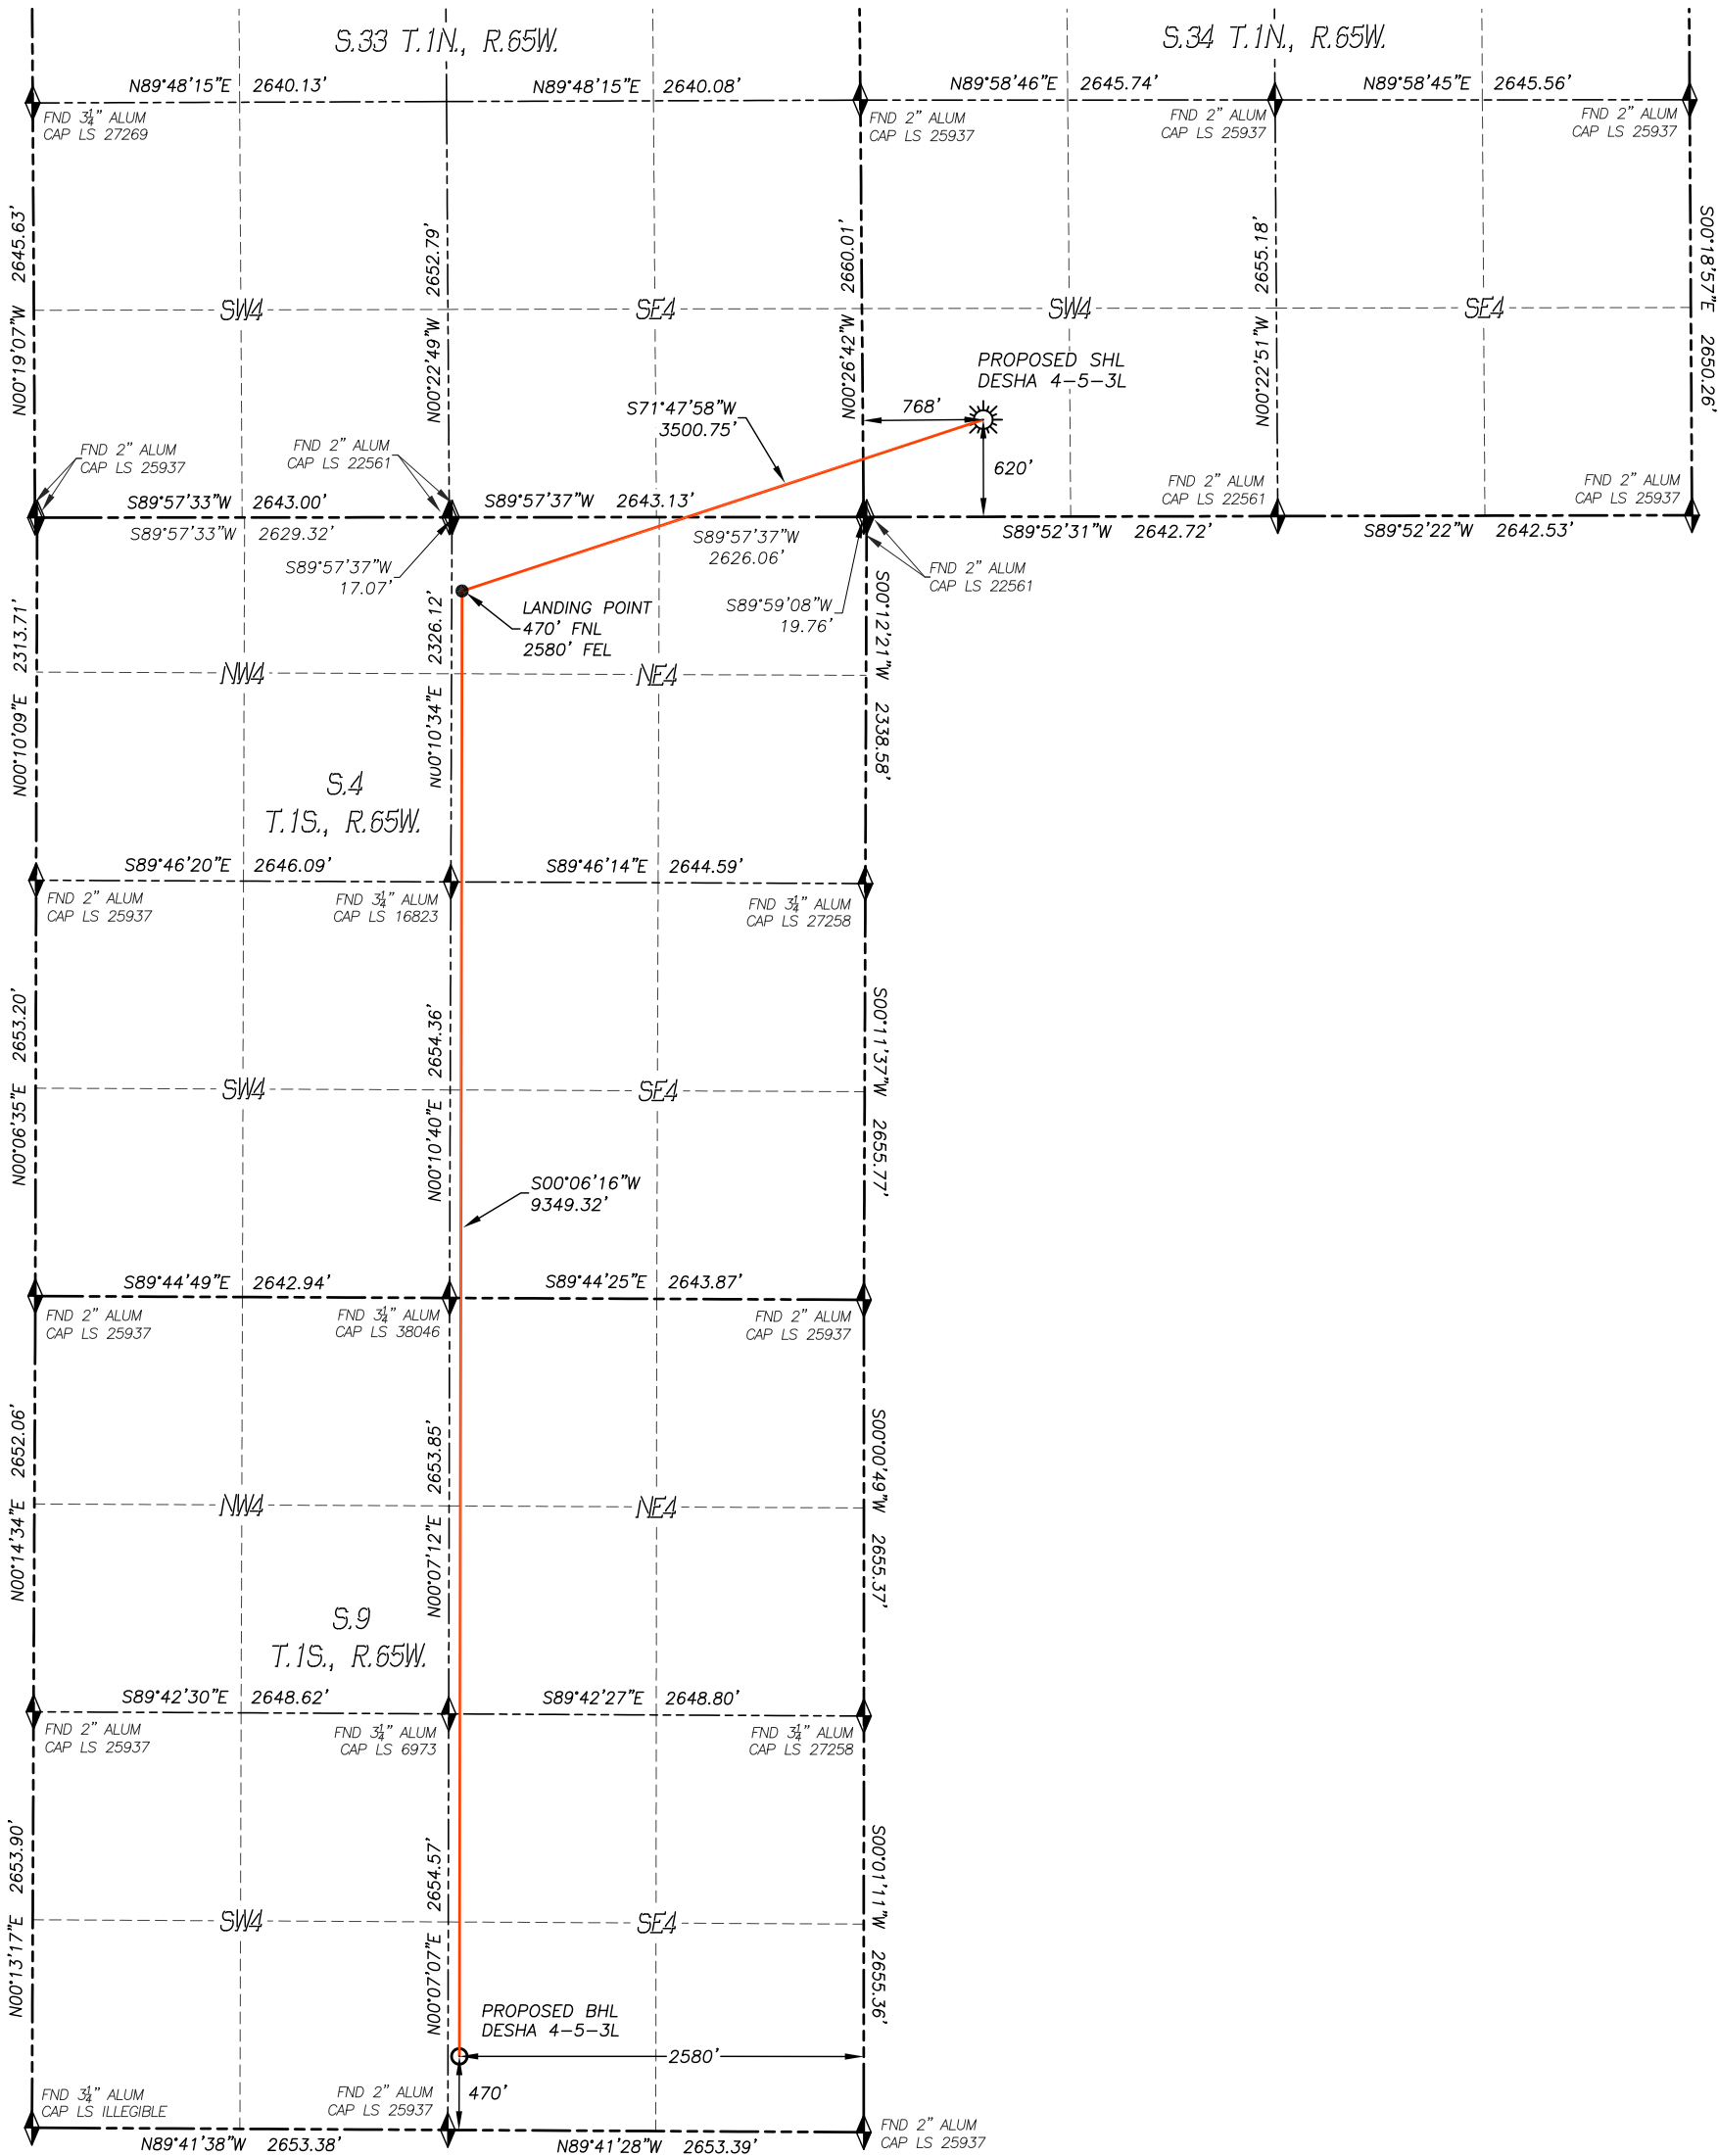 S.33 T.1N., R.65W.
S.34 T.1N., R.65W.
N89°48'15"E 2640.13'
N89°48'15"E 2640.08'
N89°58'46"E 2645.74'
N89°58'45"E 2645.56'
FND 3¼" ALUM
CAP LS 27269
FND 2" ALUM
CAP LS 25937
FND 2" ALUM
CAP LS 25937
FND 2" ALUM
CAP LS 25937
N00°19'07"W 2645.63'
N00°22'49"W 2652.79'
N00°26'42"W 2660.01'
N00°22'51"W 2655.18'
S00°18'57"E 2650.26'
SW4
SE4
SW4
SE4
PROPOSED SHL
DESHA 4-5-3L
768'
620'
S71°47'58"W
3500.75'
FND 2" ALUM
CAP LS 25937
FND 2" ALUM
CAP LS 22561
FND 2" ALUM
CAP LS 22561
FND 2" ALUM
CAP LS 25937
S89°57'33"W 2643.00'
S89°57'37"W 2643.13'
S89°57'33"W 2629.32'
S89°57'37"W
2626.06'
S89°52'31"W 2642.72'
S89°52'22"W 2642.53'
S89°57'37"W
17.07'
FND 2" ALUM
CAP LS 22561
S89°59'08"W
19.76'
LANDING POINT
470' FNL
2580' FEL
N00°10'09"E 2313.71'
N00°10'34"E 2326.12'
S00°12'21"W 2338.58'
NW4
NE4
S.4
T.1S., R.65W.
S89°46'20"E 2646.09'
S89°46'14"E 2644.59'
FND 2" ALUM
CAP LS 25937
FND 3¼" ALUM
CAP LS 16823
FND 3¼" ALUM
CAP LS 27258
N00°06'35"E 2653.20'
N00°10'40"E 2654.36'
S00°11'37"W 2655.77'
SW4
SE4
S00°06'16"W
9349.32'
S89°44'49"E 2642.94'
S89°44'25"E 2643.87'
FND 2" ALUM
CAP LS 25937
FND 3¼" ALUM
CAP LS 38046
FND 2" ALUM
CAP LS 25937
N00°14'34"E 2652.06'
N00°07'12"E 2653.85'
S00°00'49"W 2655.37'
NW4
NE4
S.9
T.1S., R.65W.
S89°42'30"E 2648.62'
S89°42'27"E 2648.80'
FND 2" ALUM
CAP LS 25937
FND 3¼" ALUM
CAP LS 6973
FND 3¼" ALUM
CAP LS 27258
N00°13'17"E 2653.90'
N00°07'07"E 2654.57'
S00°01'11"W 2655.36'
SW4
SE4
PROPOSED BHL
DESHA 4-5-3L
2580'
470'
FND 3¼" ALUM
CAP LS ILLEGIBLE
FND 2" ALUM
CAP LS 25937
FND 2" ALUM
CAP LS 25937
N89°41'38"W 2653.38'
N89°41'28"W 2653.39'